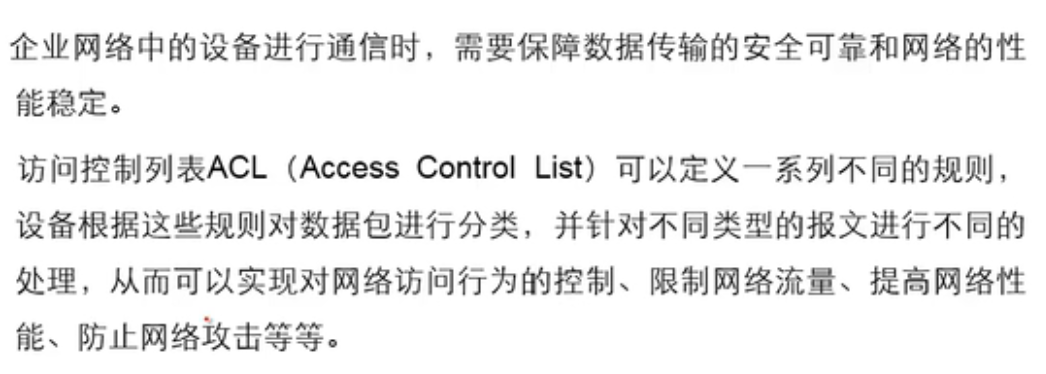 企业网络中的设备进行通信时，需要保障数据传输的安全可靠和网络的性
能稳定。
访问控制列表ACL（Access Control List）可以定义一系列不同的规则，
设备根据这些规则对数据包进行分类，并针对不同类型的报文进行不同的
处理，从而可以实现对网络访问行为的控制、限制网络流量、提高网络性
能、防止网络攻击等等。